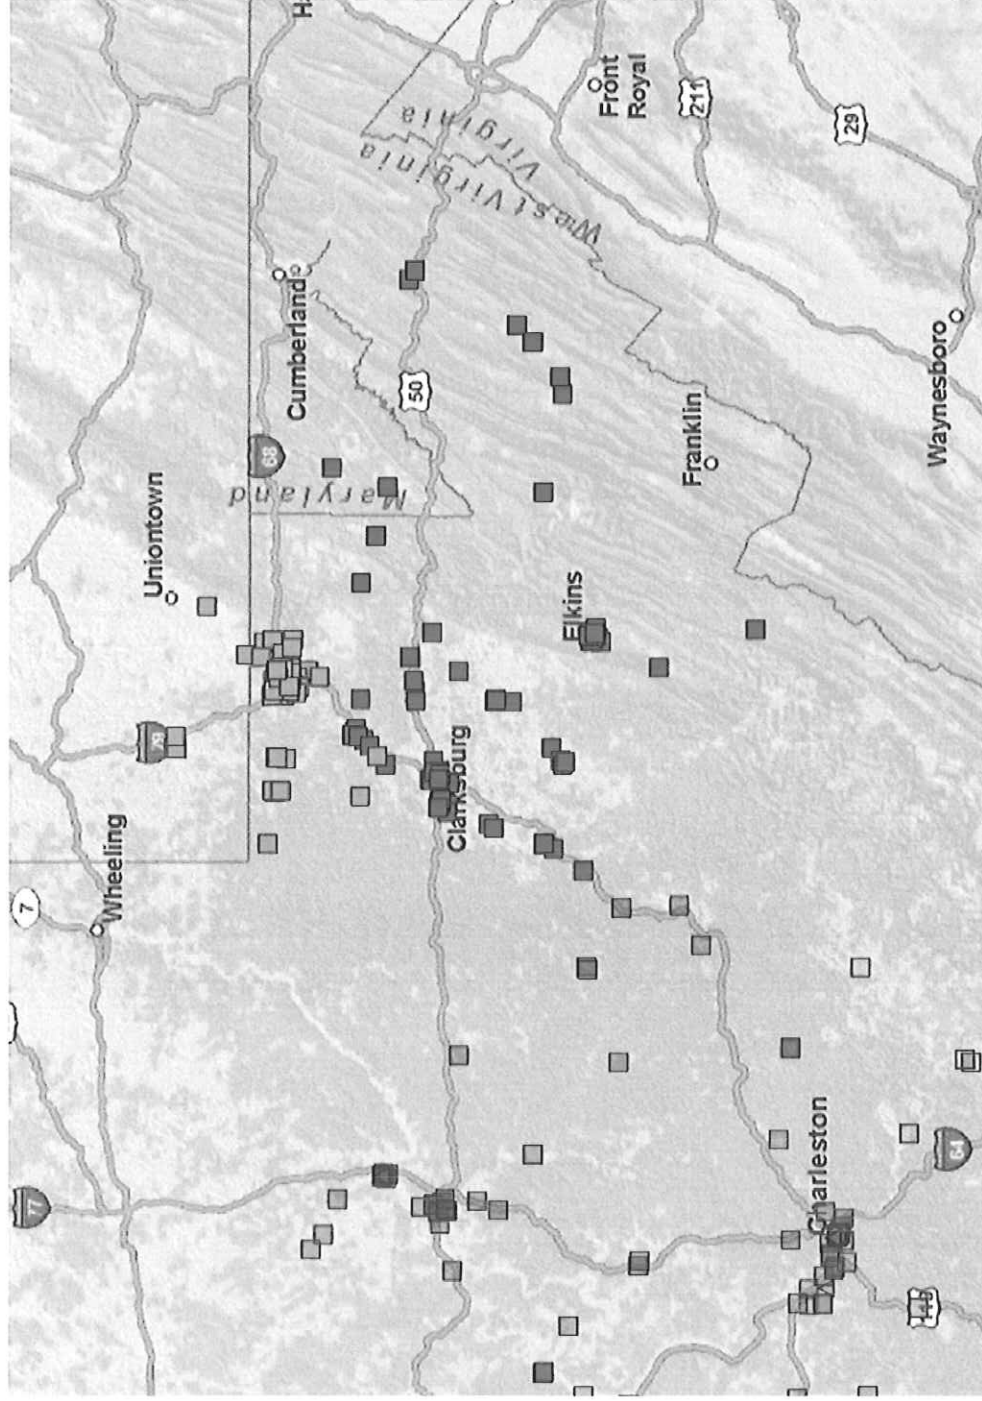 77
7
Wheeling
79
Uniontown
68
Maryland
Cumberland
50
West Virginia
Virginia
Clarksburg
Elkins
Front
Royal
Franklin
211
Charleston
29
Waynesboro
64